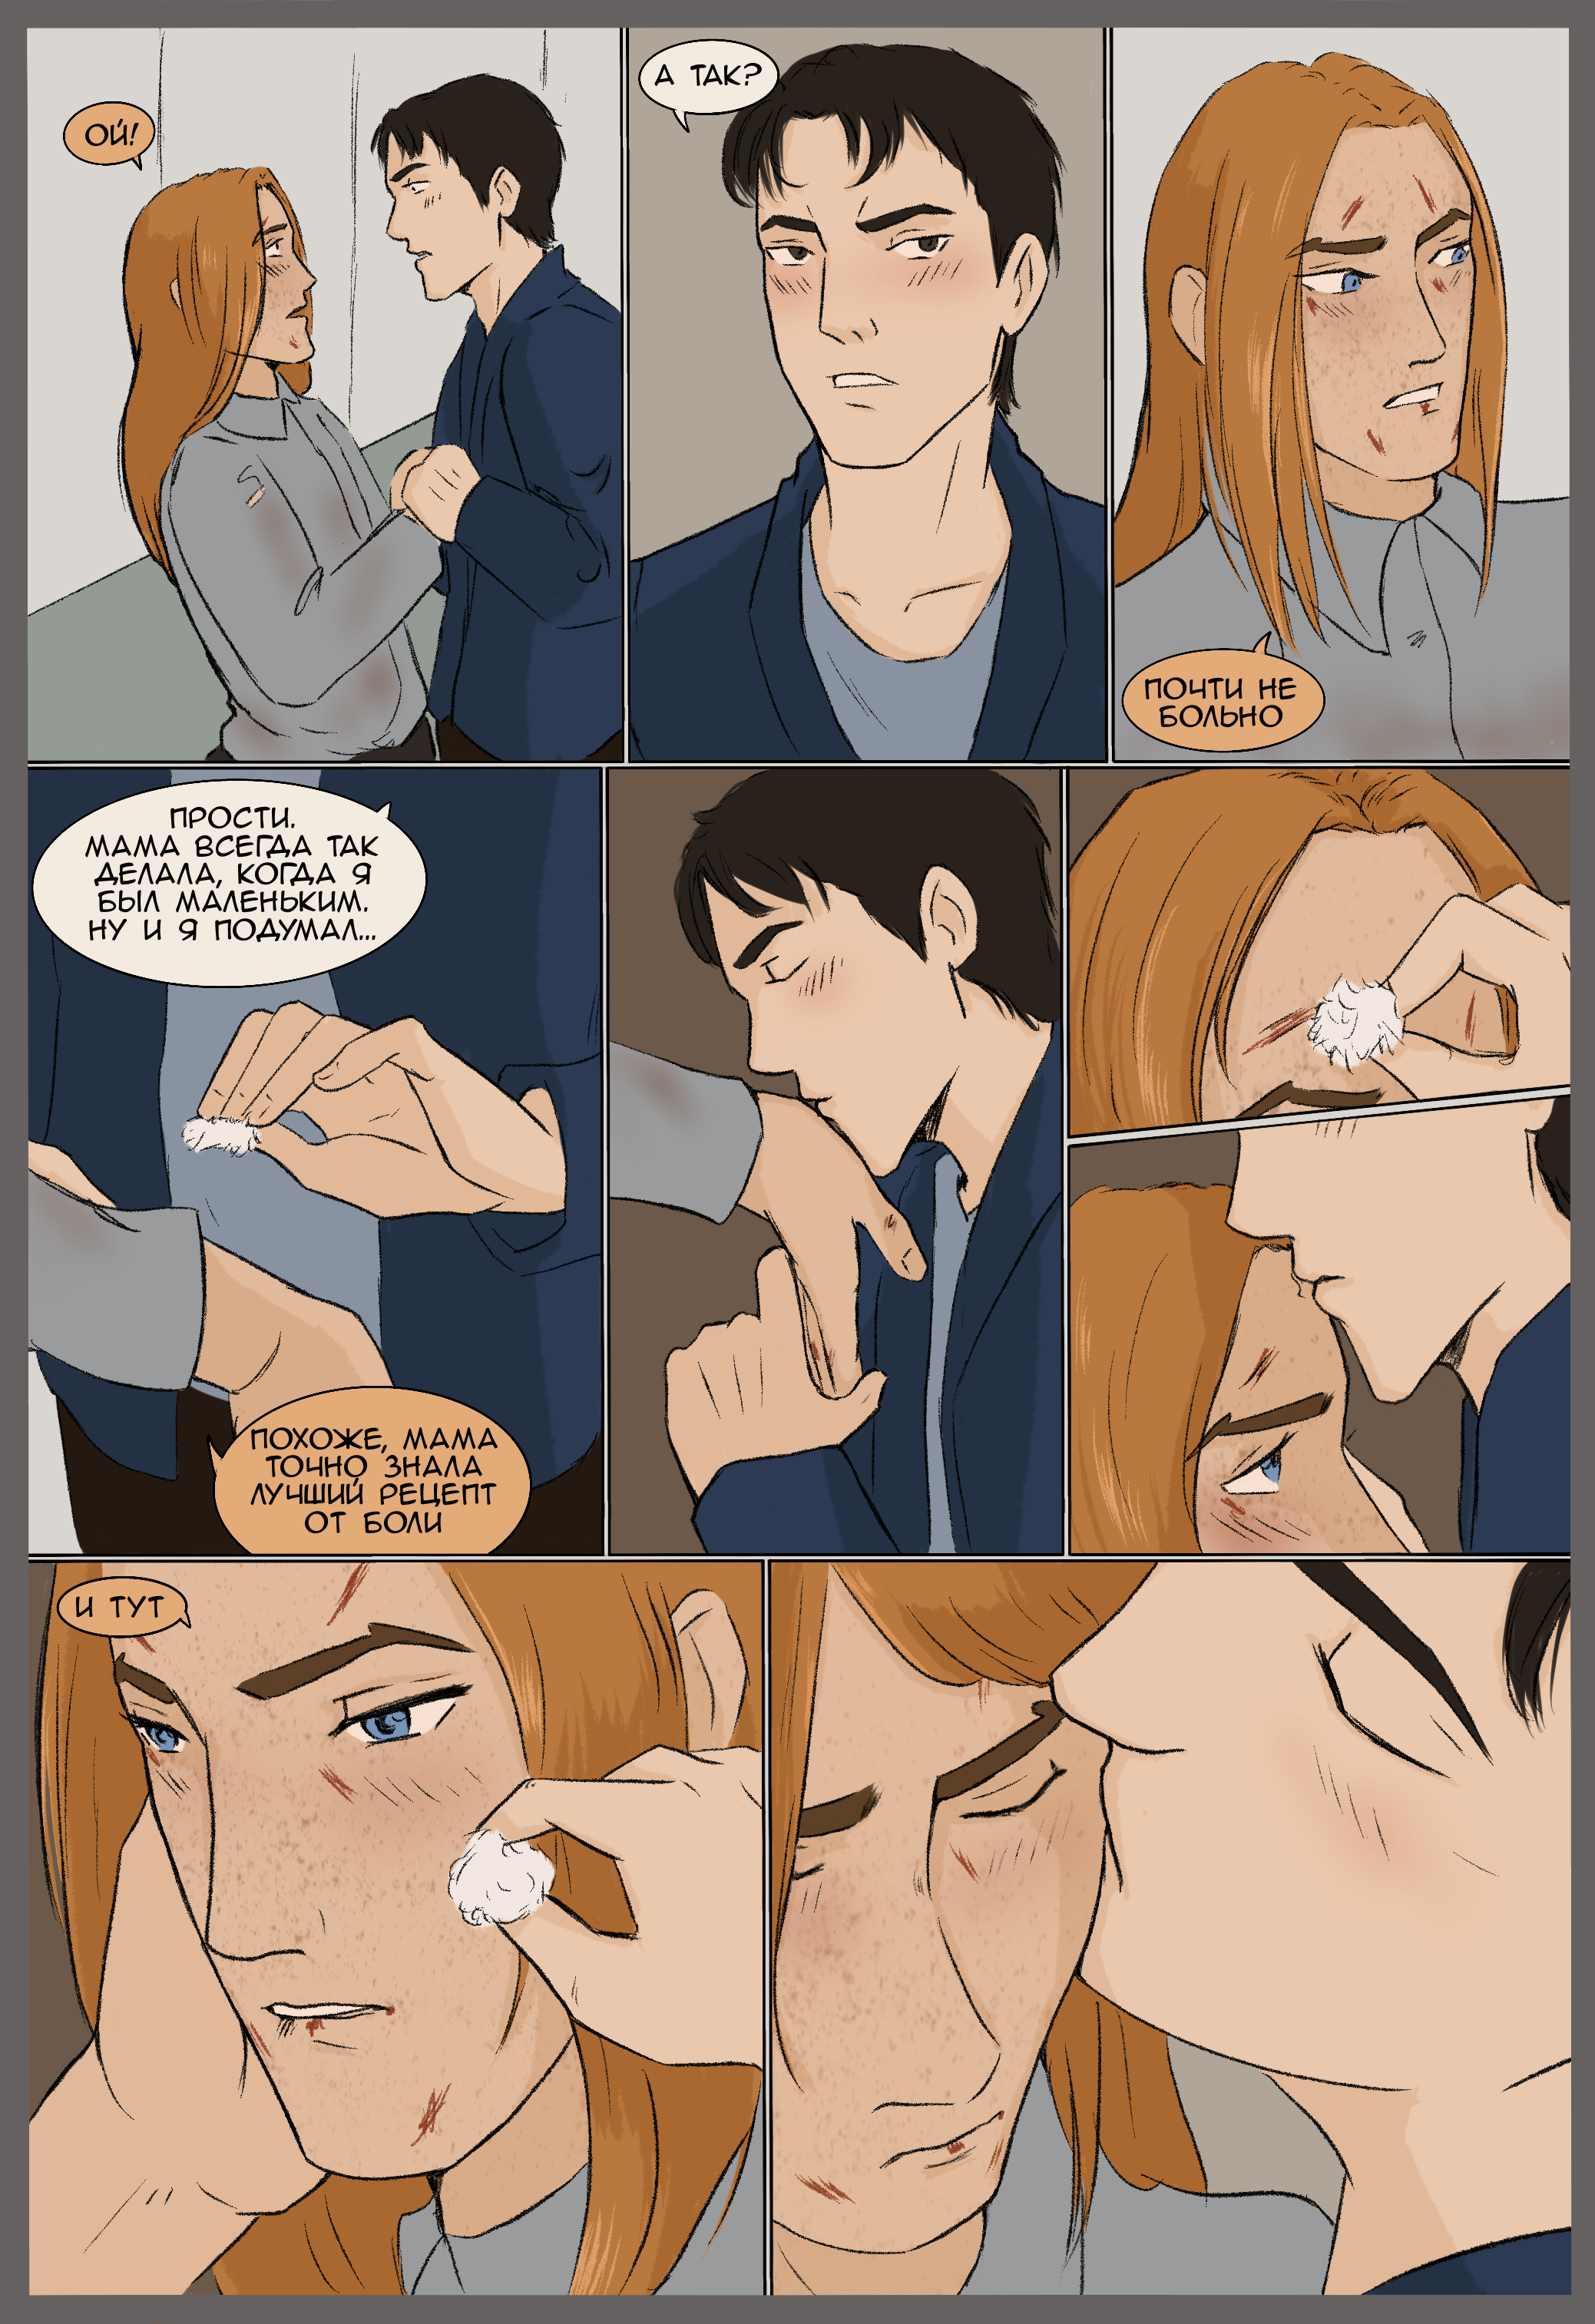 ОЙ!
А ТАК?
ПОЧТИ НЕ
БОЛЬНО
ПРОСТИ.
МАМА ВСЕГДА ТАК
ДЕЛАЛА, КОГДА Я
БЫЛ МАЛЕНЬКИМ.
НУ И Я ПОДУМАЛ...
ПОХОЖЕ, МАМА
ТОЧНО ЗНАЛА
ЛУЧШИЙ РЕЦЕПТ
ОТ БОЛИ
И ТУТ